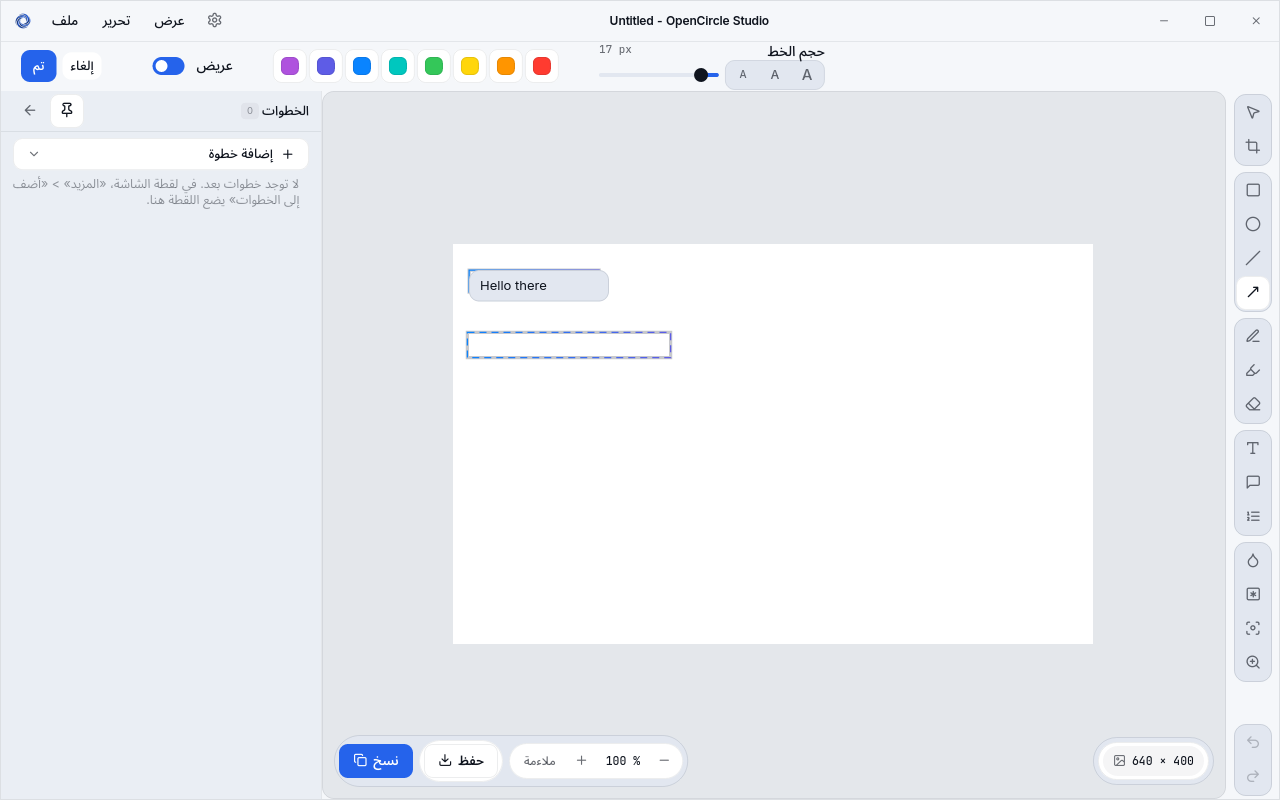 ملف تحرير عرض Untitled - OpenCircle Studio
تم إلغاء عريض حجم الخط 17 px
A A A
الخطوات 0
إضافة خطوة
لا توجد خطوات بعد. في لقطة الشاشة، «المزيد» > «أضف
إلى الخطوات» يضع اللقطة هنا.
Hello there
نسخ حفظ ملاءمة 100 % 640 × 400